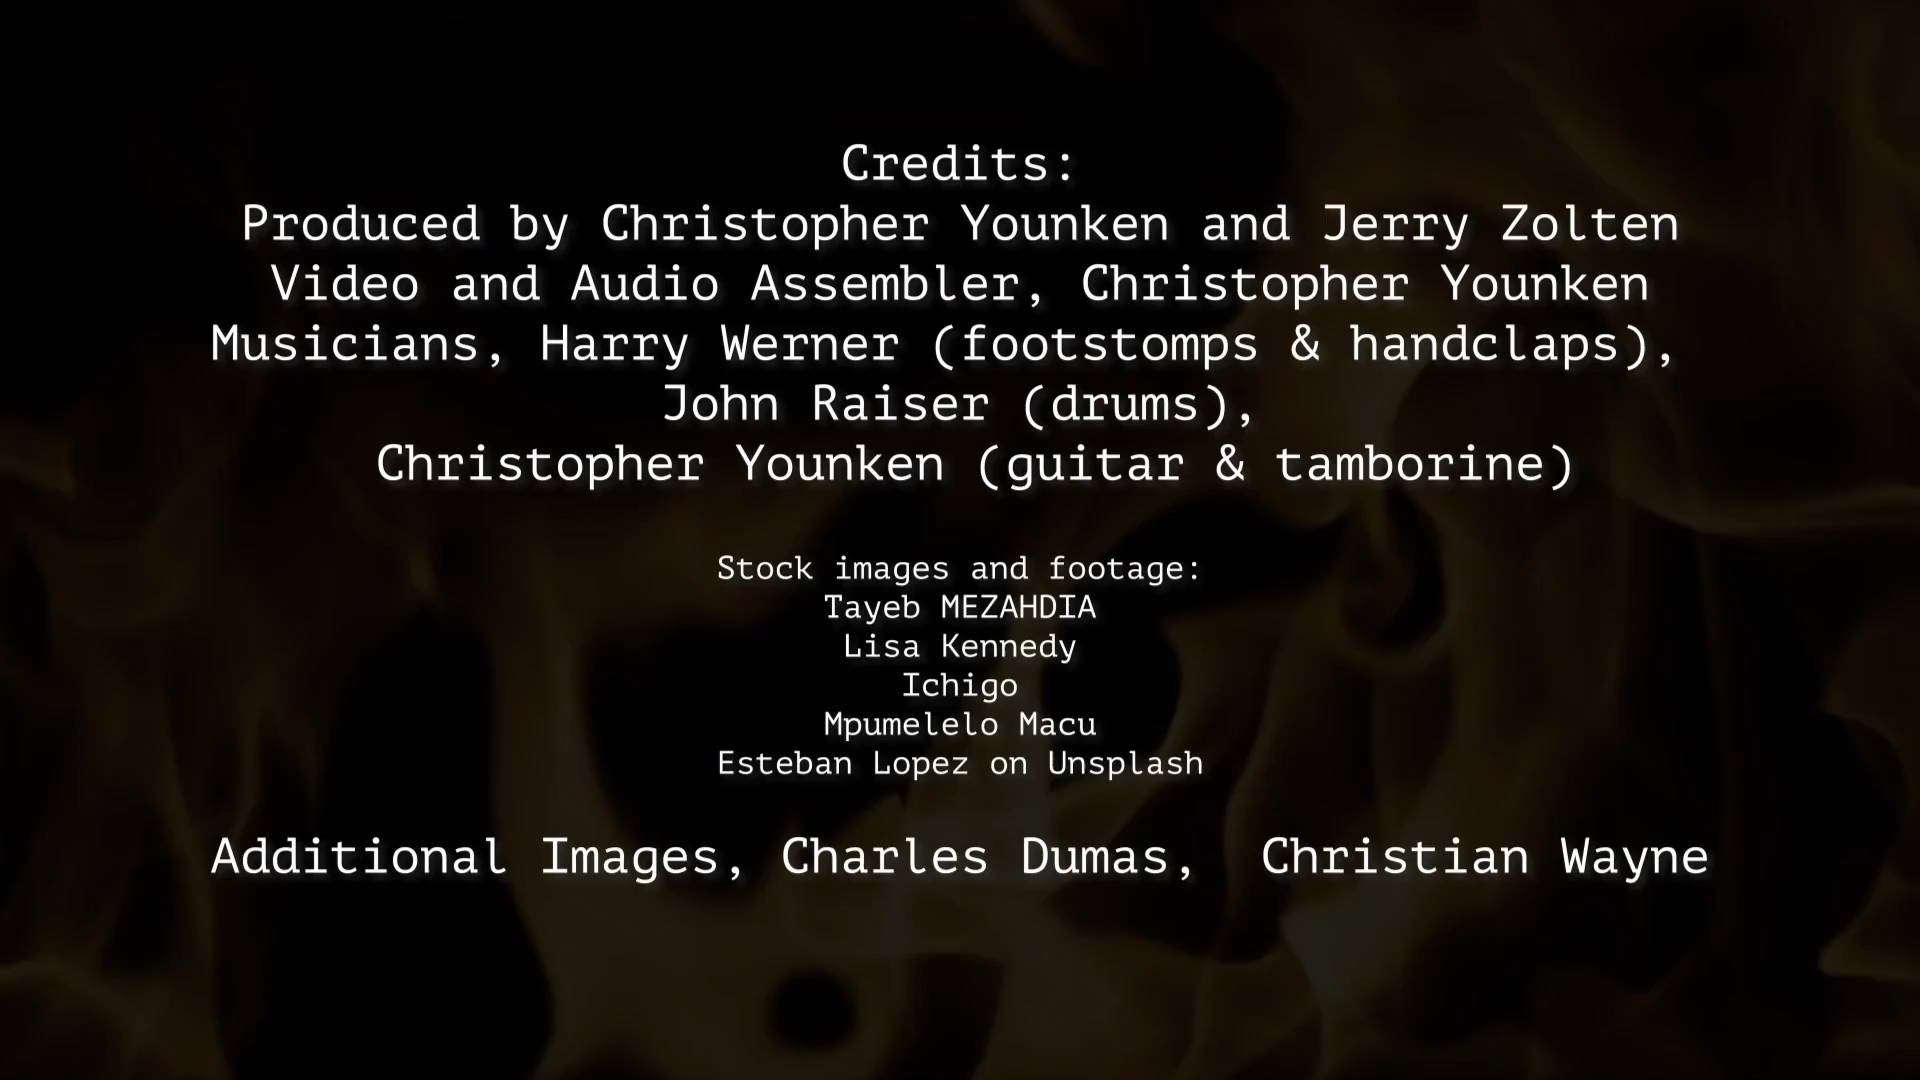 Credits:
Produced by Christopher Younken and Jerry Zolten
Video and Audio Assembler, Christopher Younken
Musicians, Harry Werner (footstomps & handclaps),
John Raiser (drums),
Christopher Younken (guitar & tamborine)
Stock images and footage:
Tayeb MEZAHDIA
Lisa Kennedy
Ichigo
Mpumelelo Macu
Esteban Lopez on Unsplash
Additional Images, Charles Dumas,  Christian Wayne